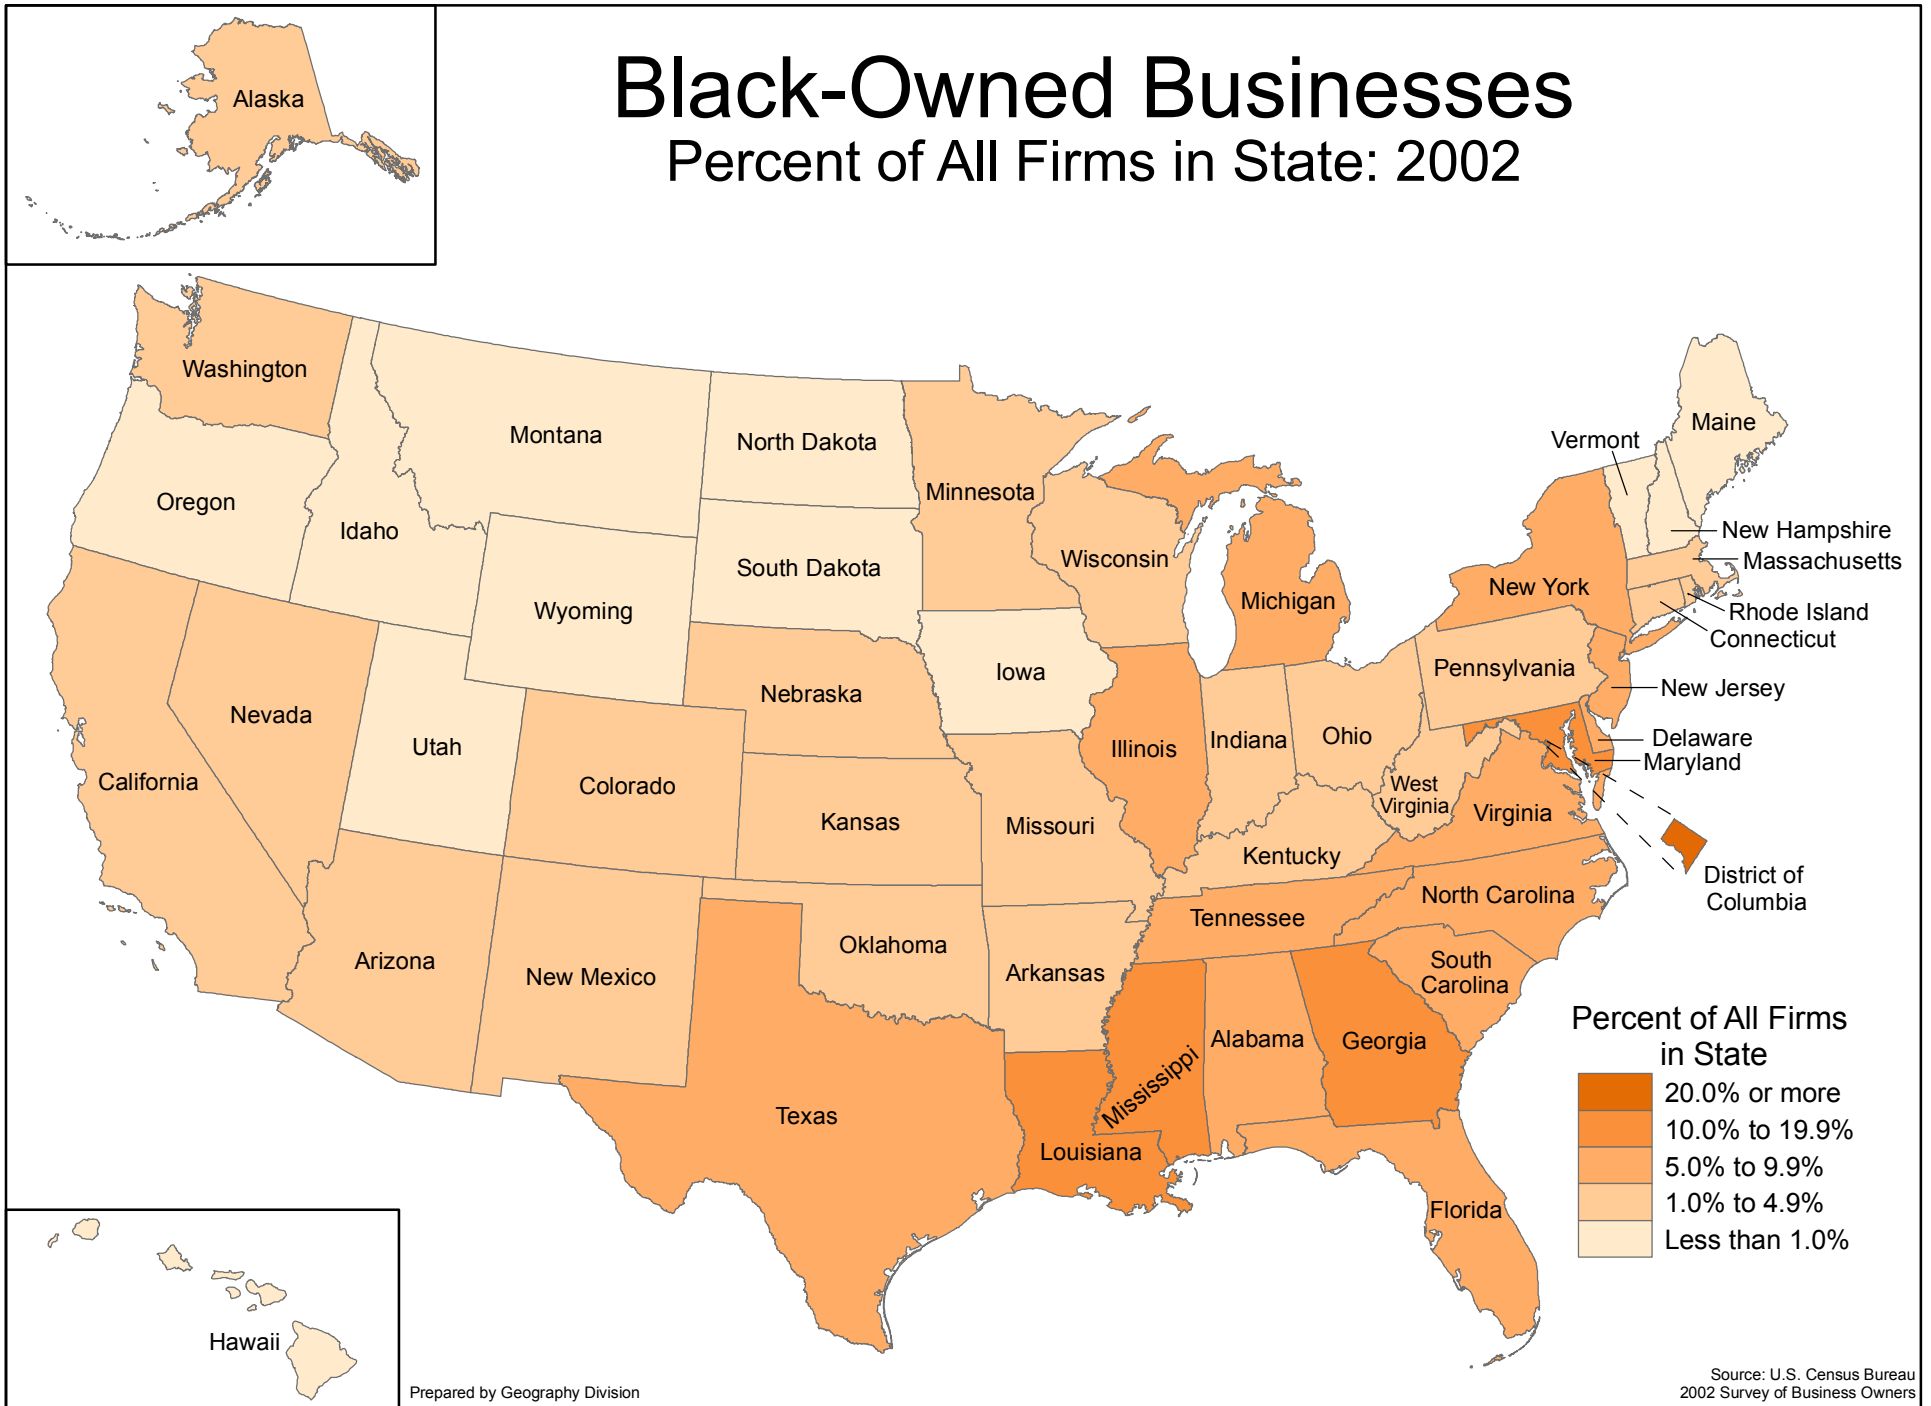 Black-Owned Businesses
Percent of All Firms in State: 2002
Alaska
Washington
Montana
North Dakota
Minnesota
Maine
Vermont
Oregon
Idaho
New Hampshire
Massachusetts
Wisconsin
South Dakota
New York
Michigan
Wyoming
Rhode Island
Connecticut
Iowa
Pennsylvania
New Jersey
Nebraska
Nevada
Utah
Illinois
Indiana
Ohio
Delaware
Maryland
California
Colorado
West
Virginia
Virginia
Kansas
Missouri
Kentucky
District of
Columbia
North Carolina
Tennessee
Oklahoma
Arizona
New Mexico
Arkansas
South
Carolina
Alabama
Georgia
Mississippi
Texas
Louisiana
Florida
Percent of All Firms
in State
20.0% or more
10.0% to 19.9%
5.0% to 9.9%
1.0% to 4.9%
Less than 1.0%
Hawaii
Prepared by Geography Division
Source: U.S. Census Bureau
2002 Survey of Business Owners